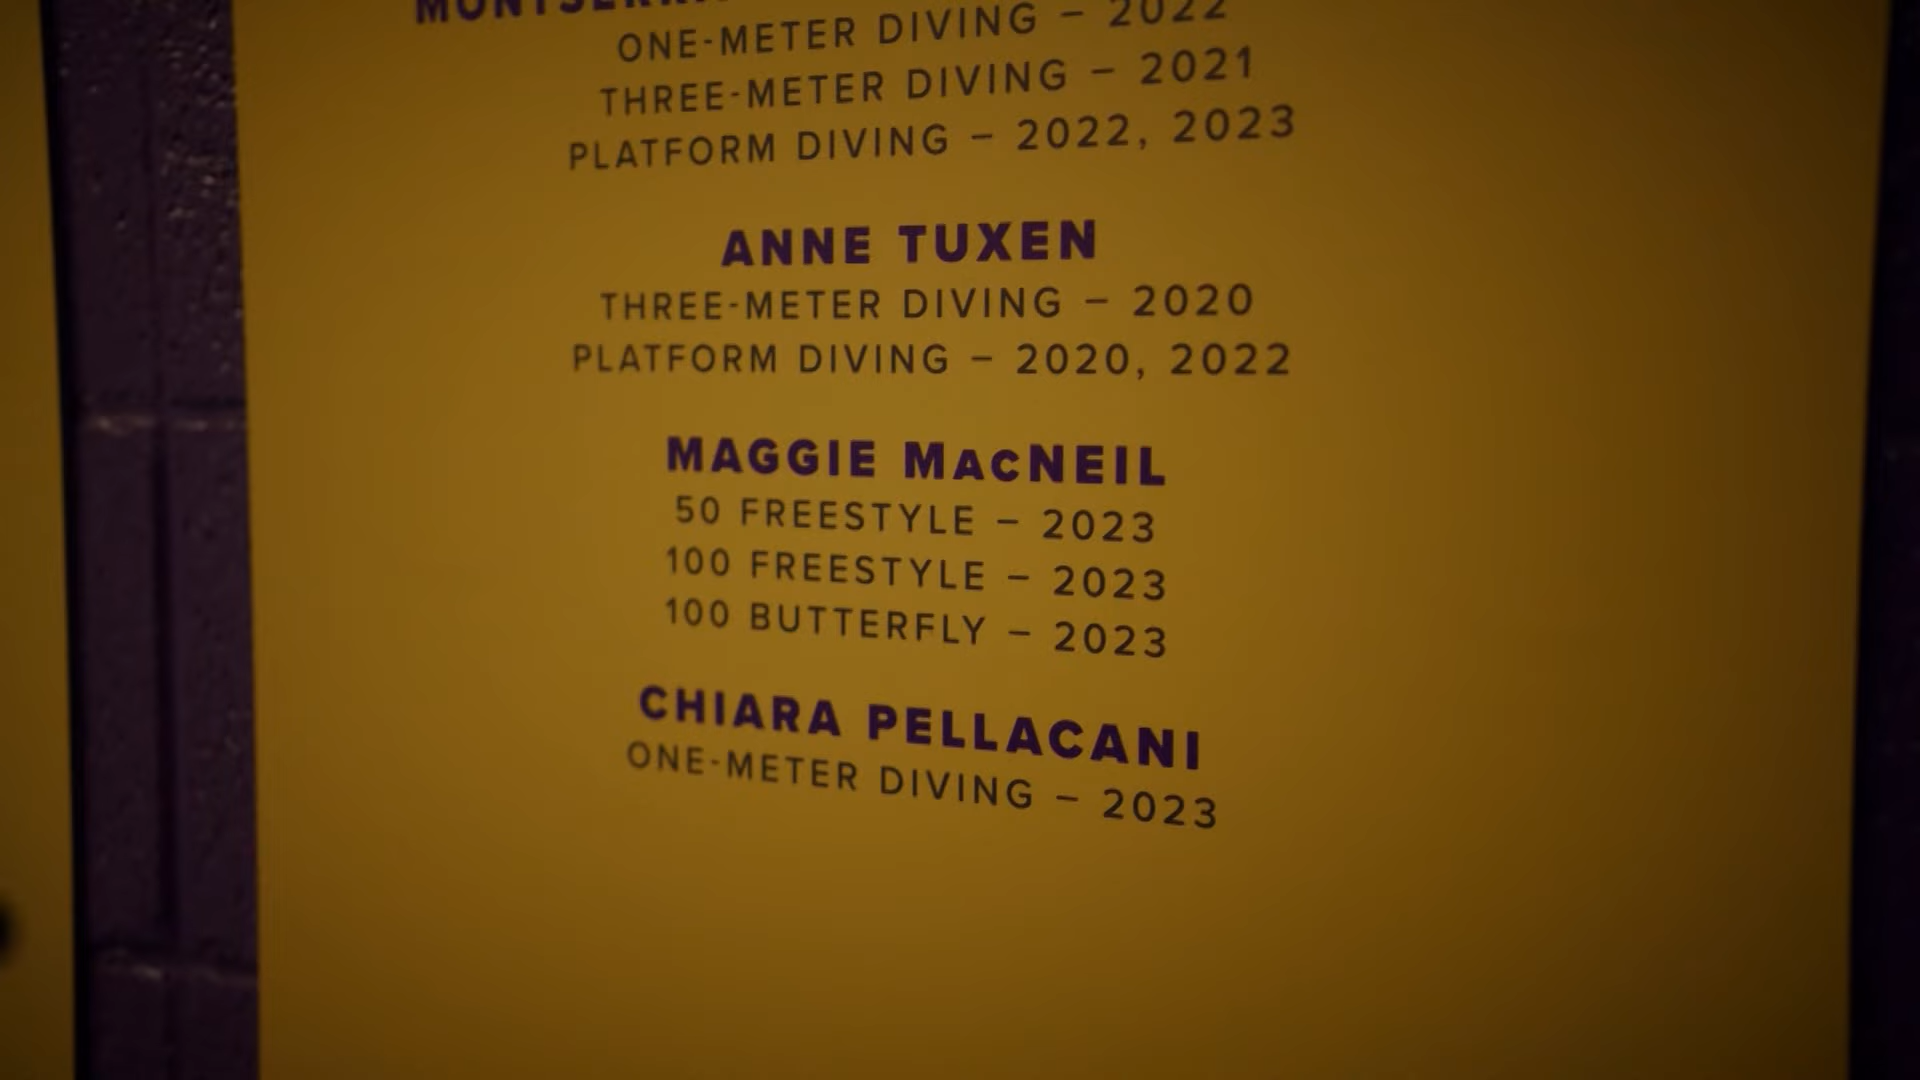 ONE-METER DIVING – 2022
THREE-METER DIVING – 2021
PLATFORM DIVING – 2022, 2023
ANNE TUXEN
THREE-METER DIVING – 2020
PLATFORM DIVING – 2020, 2022
MAGGIE MacNEIL
50 FREESTYLE – 2023
100 FREESTYLE – 2023
100 BUTTERFLY – 2023
CHIARA PELLACANI
ONE-METER DIVING – 2023